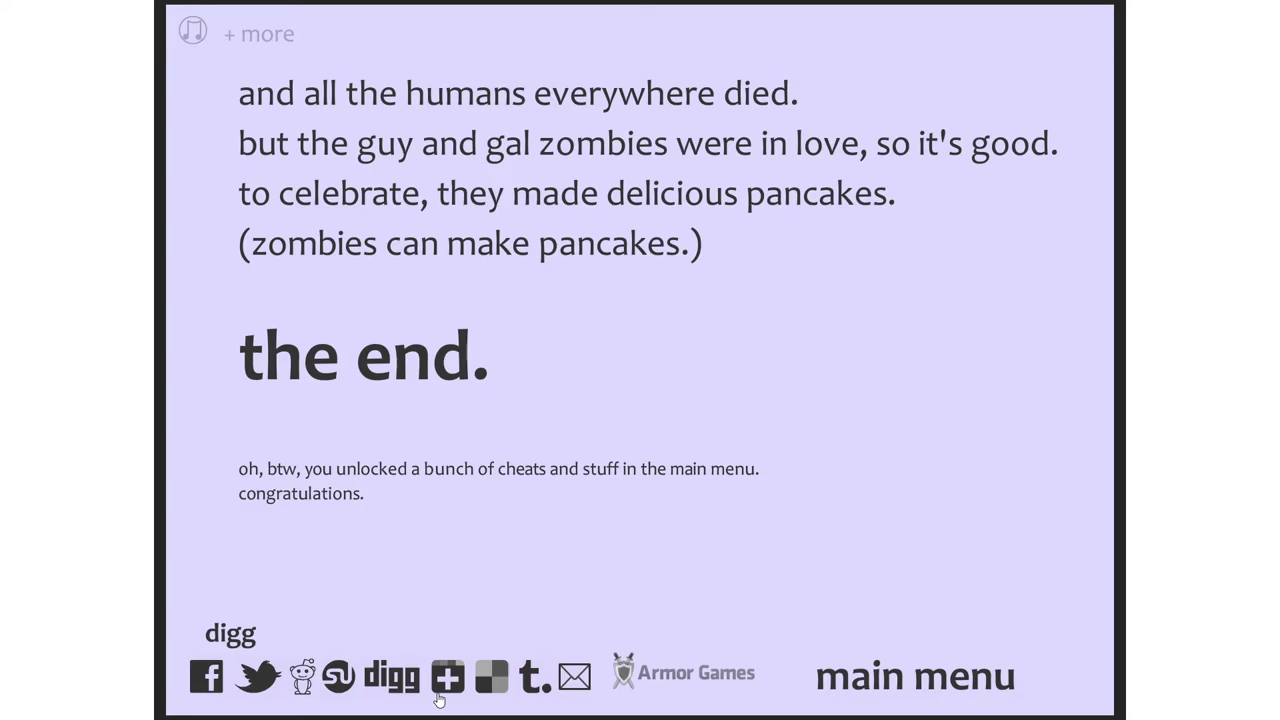 + more
and all the humans everywhere died.
but the guy and gal zombies were in love, so it's good.
to celebrate, they made delicious pancakes.
(zombies can make pancakes.)
the end.
oh, btw, you unlocked a bunch of cheats and stuff in the main menu.
congratulations.
digg
f su digg t. Armor Games main menu